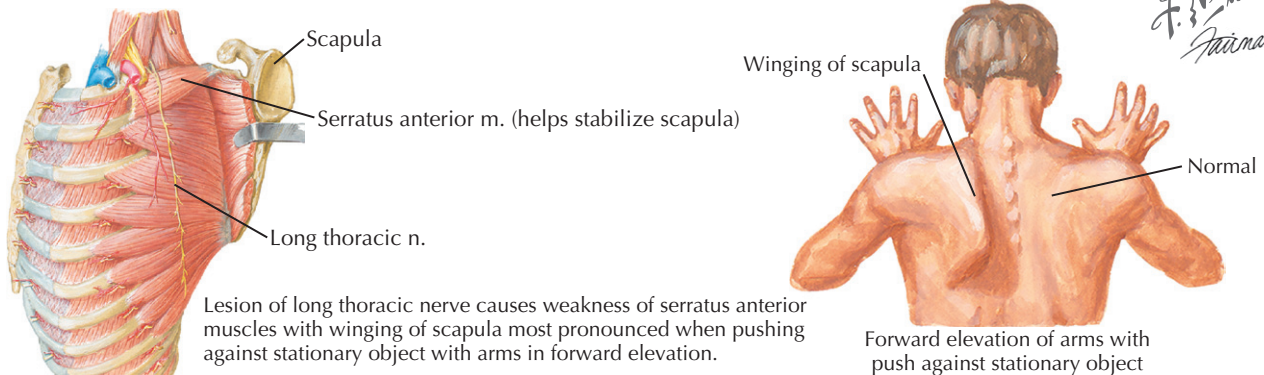 Scapula
Serratus anterior m. (helps stabilize scapula)
Long thoracic n.
Lesion of long thoracic nerve causes weakness of serratus anterior
muscles with winging of scapula most pronounced when pushing
against stationary object with arms in forward elevation.
Winging of scapula
Normal
Forward elevation of arms with
push against stationary object